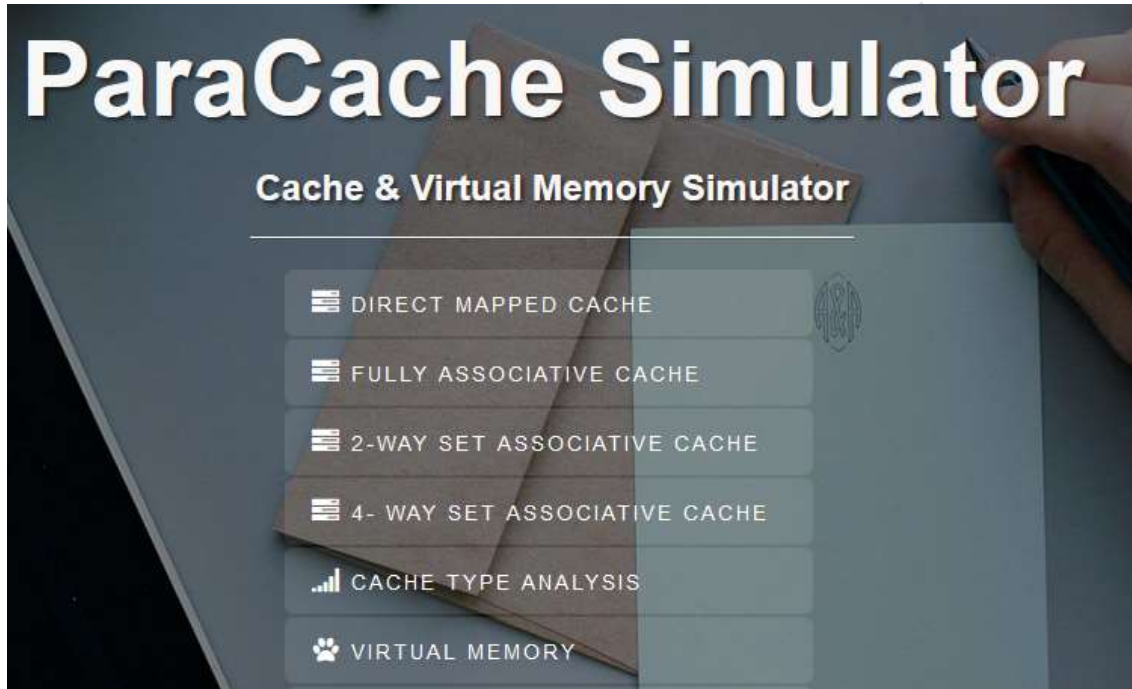 ParaCache Simulator
Cache & Virtual Memory Simulator
DIRECT MAPPED CACHE
FULLY ASSOCIATIVE CACHE
2-WAY SET ASSOCIATIVE CACHE
4- WAY SET ASSOCIATIVE CACHE
CACHE TYPE ANALYSIS
VIRTUAL MEMORY